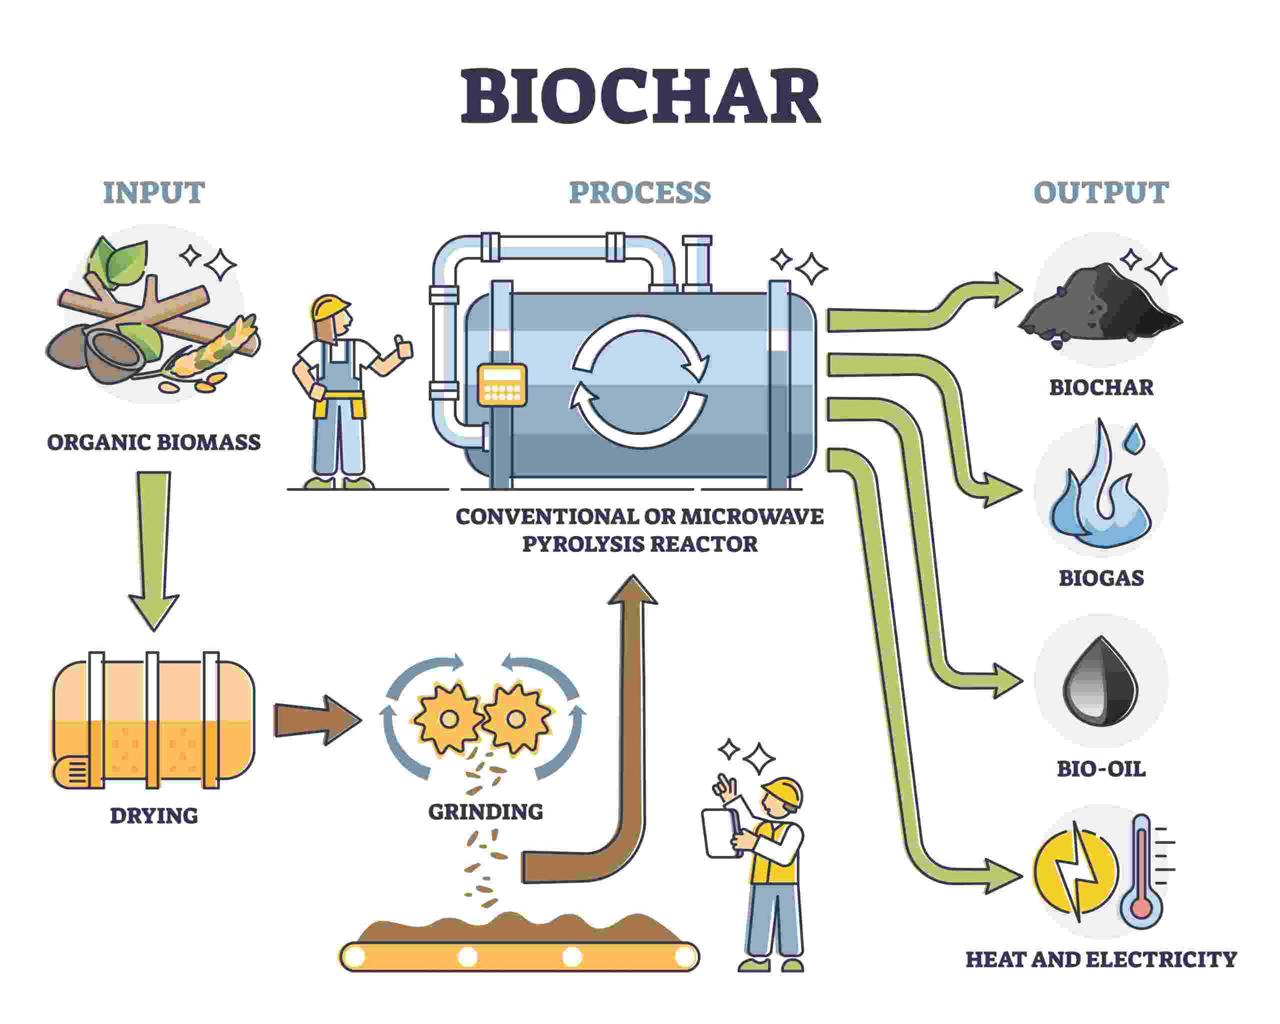 BIOCHAR
INPUT
PROCESS
OUTPUT
ORGANIC BIOMASS
CONVENTIONAL OR MICROWAVE
PYROLYSIS REACTOR
DRYING
GRINDING
BIOCHAR
BIOGAS
BIO-OIL
HEAT AND ELECTRICITY